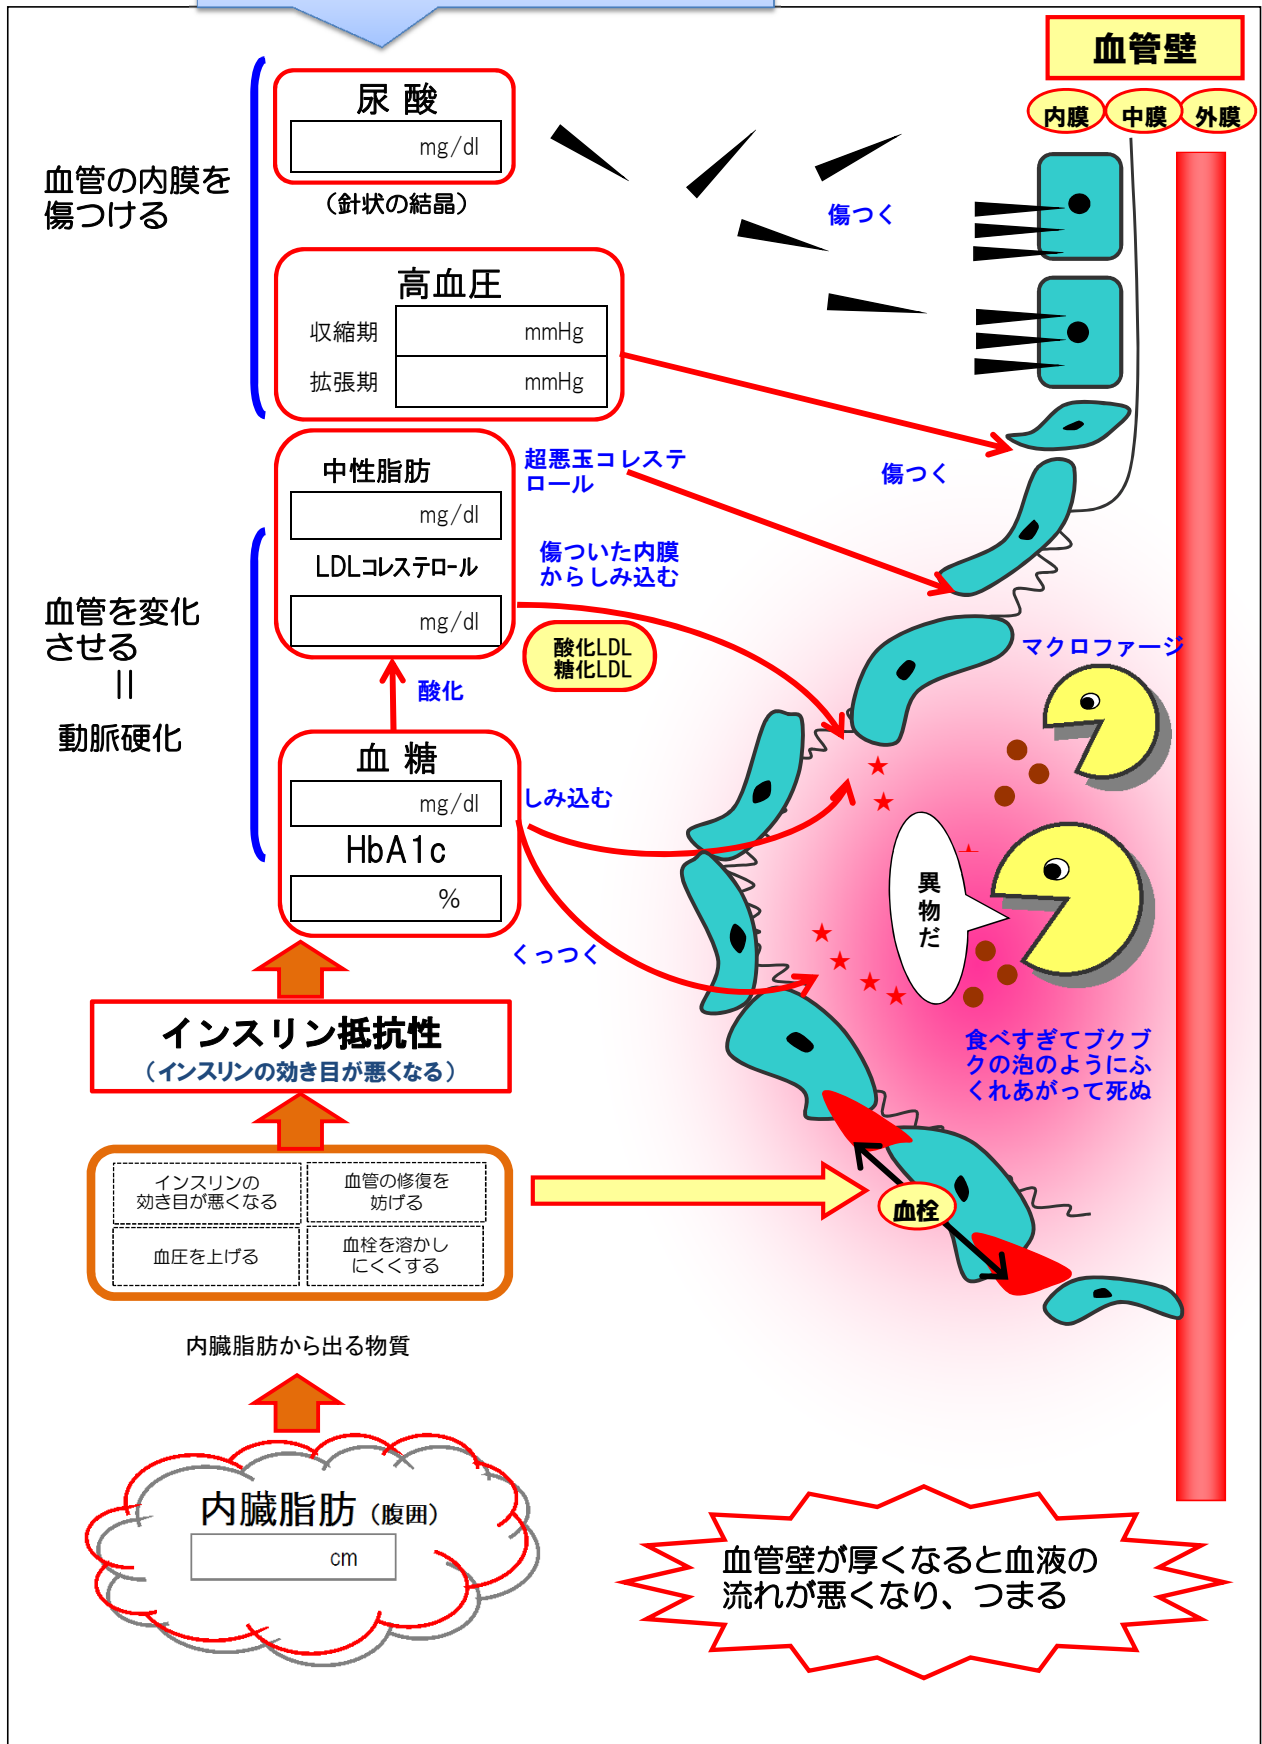 血管壁
内膜
中膜
外膜
血管の内膜を
傷つける
尿 酸
mg/dl
(針状の結晶)
傷つく
高血圧
収縮期
mmHg
拡張期
mmHg
中性脂肪
mg/dl
LDLコレステロール
mg/dl
超悪玉コレステ
ロール
傷つく
傷ついた内膜
からしみ込む
酸化LDL
糖化LDL
マクロファージ
血管を変化
させる
=
動脈硬化
酸化
血 糖
mg/dl
HbA1c
%
しみ込む
くっつく
異物だ
インスリン抵抗性
(インスリンの効き目が悪くなる)
食べすぎてブクブ
クの泡のようにふ
くれあがって死ぬ
インスリンの
効き目が悪くなる
血管の修復を
妨げる
血圧を上げる
血栓を溶かし
にくくする
血栓
内臓脂肪から出る物質
内臓脂肪(腹囲)
cm
血管壁が厚くなると血液の
流れが悪くなり、つまる